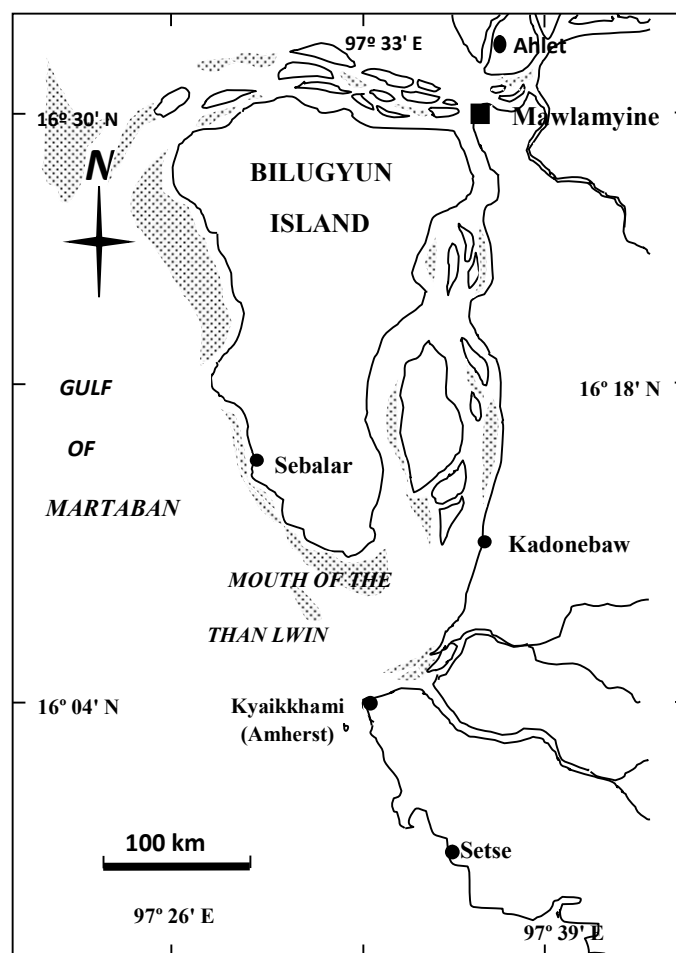 97º 33' E
Ahlet
16º 30' N
Mawlamyine
N
BILUGYUN
ISLAND
GULF
OF
MARTABAN
16º 18' N
Sebalar
Kadonebaw
MOUTH OF THE
THAN LWIN
16º 04' N
Kyaikkhami
(Amherst)
100 km
Setse
97º 26' E
97º 39' E